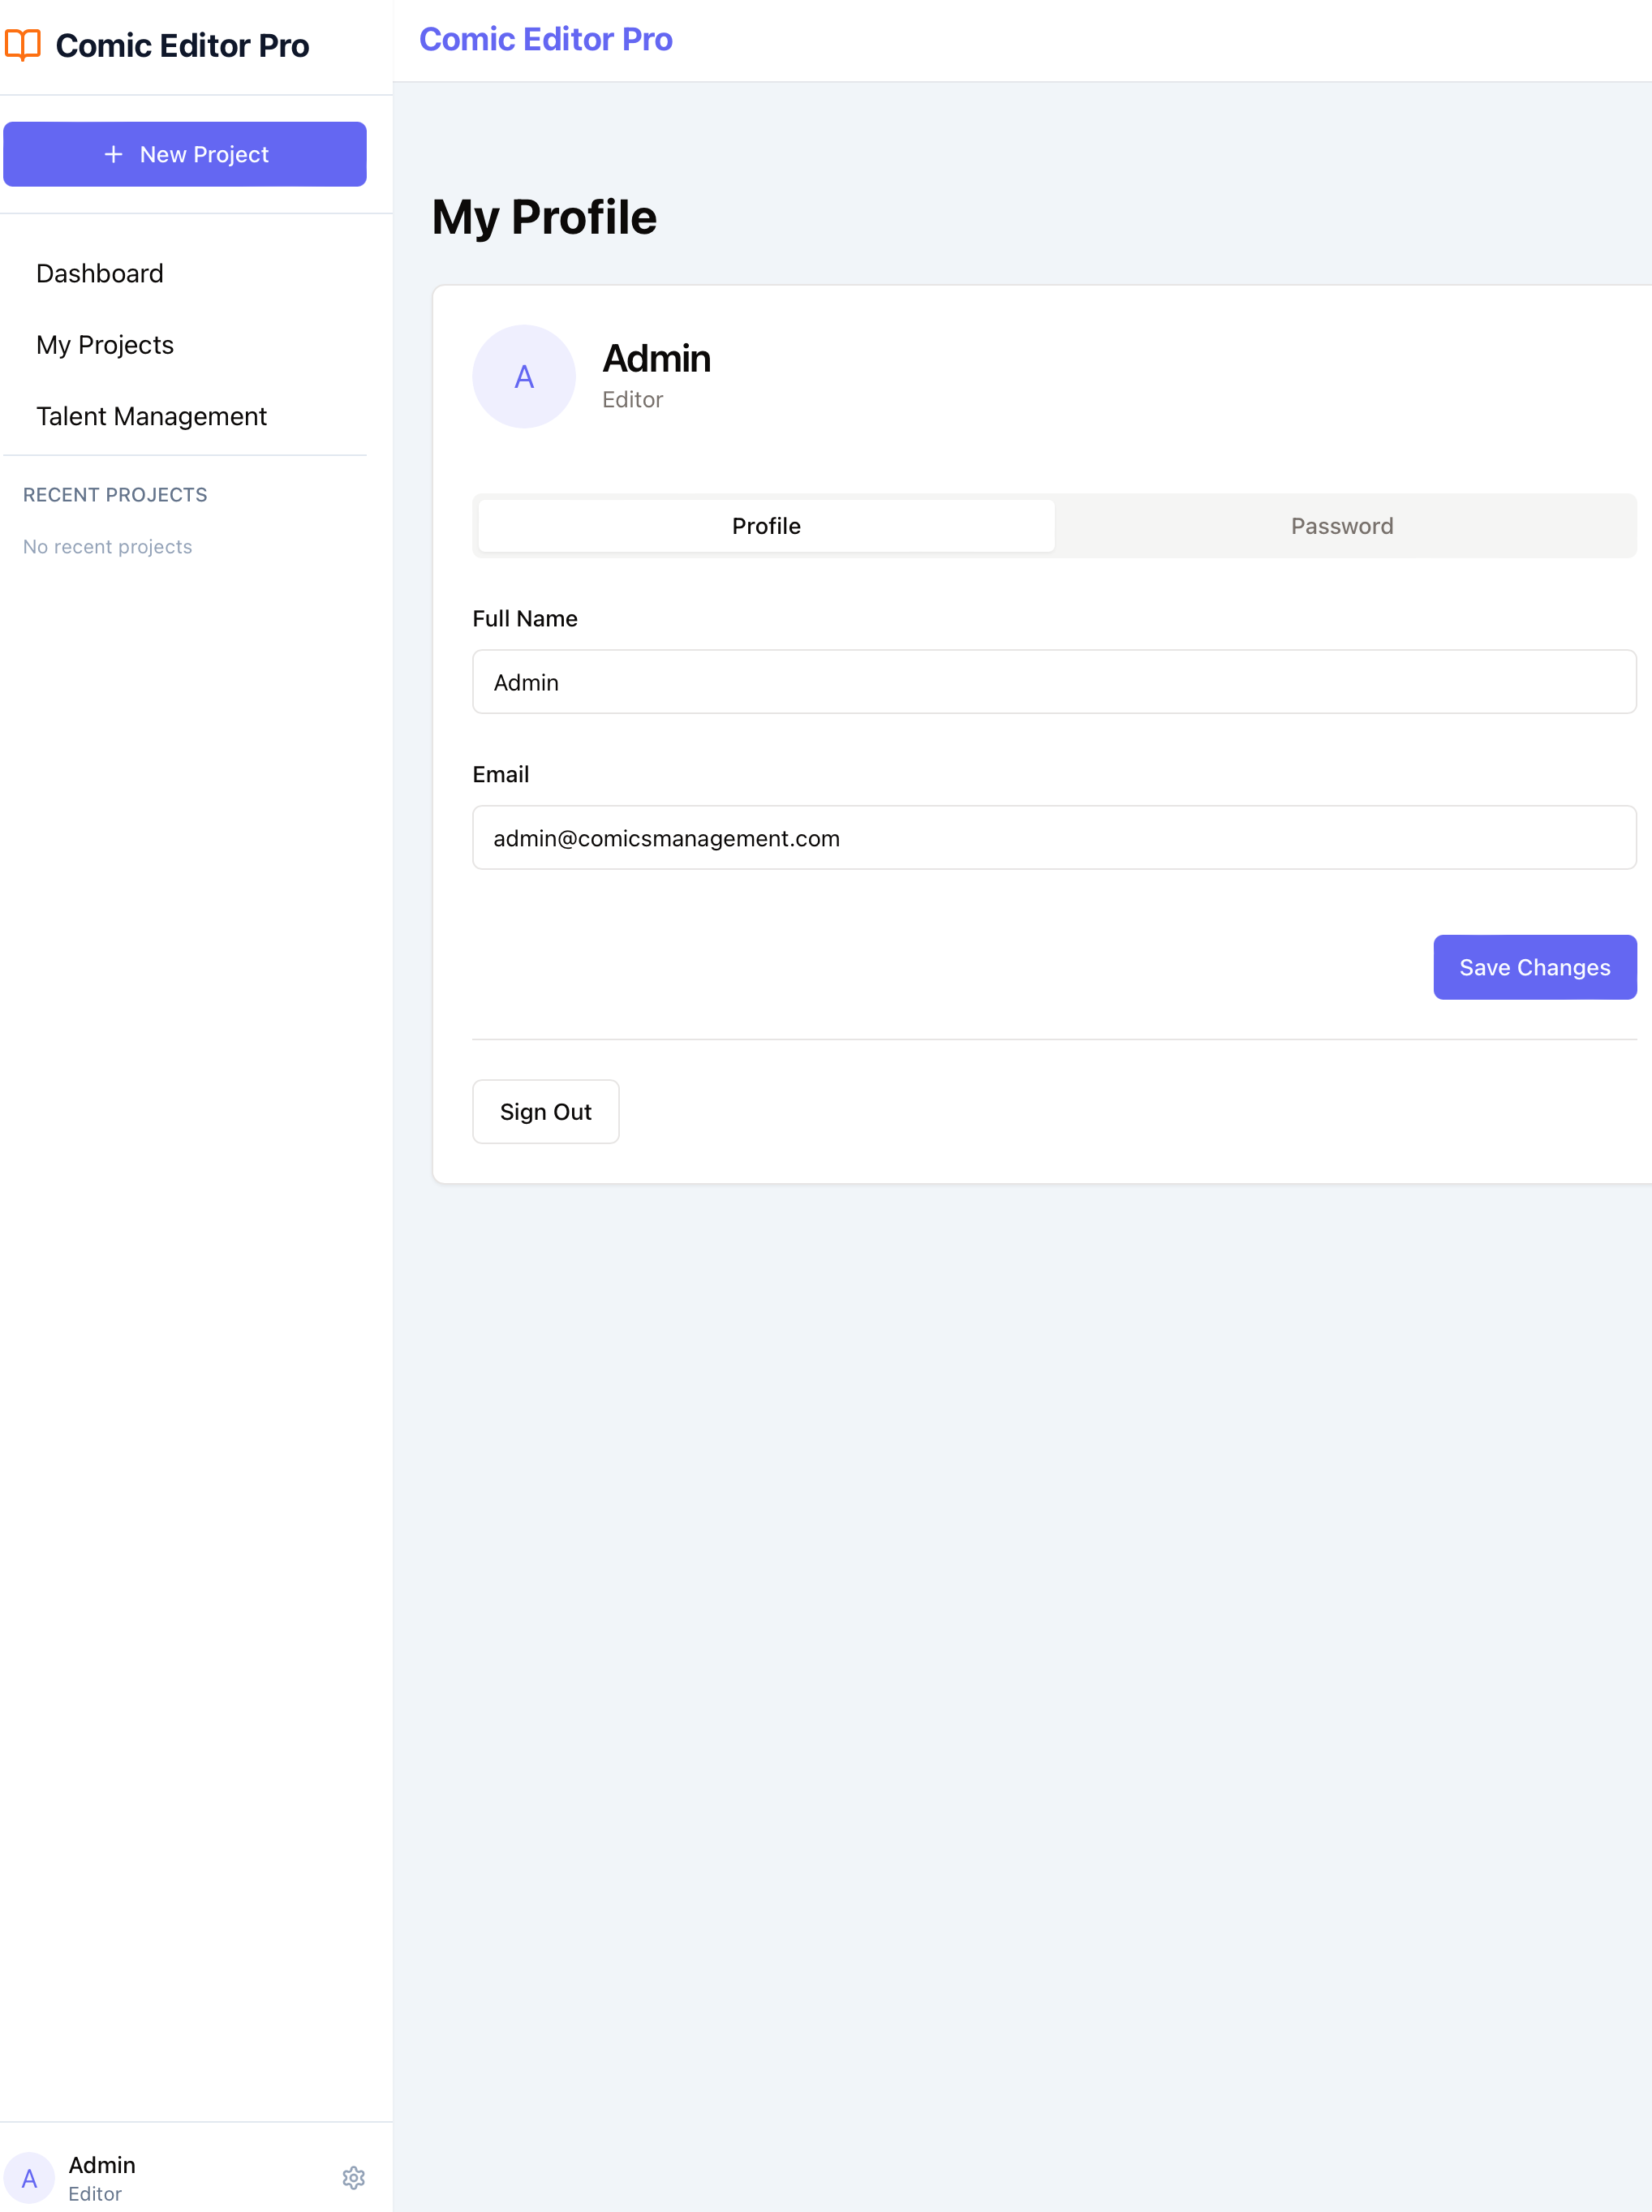 Comic Editor Pro
New Project
Dashboard
My Projects
Talent Management
RECENT PROJECTS
No recent projects
A
Admin
Editor
Comic Editor Pro
My Profile
A
Admin
Editor
Profile
Password
Full Name
Admin
Email
admin@comicsmanagement.com
Save Changes
Sign Out